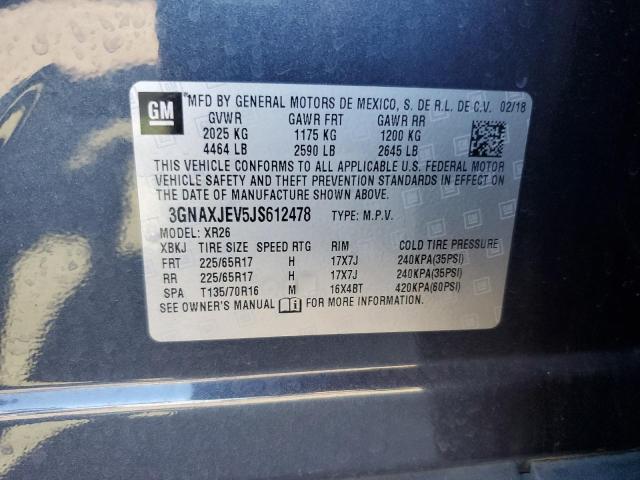 GM
MFD BY GENERAL MOTORS DE MEXICO, S. DE R.L. DE C.V. 02/18
GVWR GAWR FRT GAWR RR
2025 KG 1175 KG 1200 KG
4464 LB 2590 LB 2645 LB
THIS VEHICLE CONFORMS TO ALL APPLICABLE U.S. FEDERAL MOTOR
VEHICLE SAFETY AND THEFT PREVENTION STANDARDS IN EFFECT ON
THE DATE OF MANUFACTURE SHOWN ABOVE.
3GNAXJEV5JS612478 TYPE: M.P.V.
MODEL: XR26
XBKJ TIRE SIZE SPEED RTG RIM COLD TIRE PRESSURE
FRT 225/65R17 H 17X7J 240KPA(35PSI)
RR 225/65R17 H 17X7J 240KPA(35PSI)
SPA T135/70R16 M 16X4BT 420KPA(60PSI)
SEE OWNER'S MANUAL FOR MORE INFORMATION